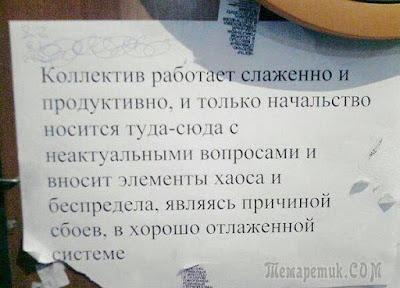 Коллектив работает слаженно и
продуктивно, и только начальство
носится туда-сюда с
неактуальными вопросами и
вносит элементы хаоса и
беспредела, являясь причиной
сбоев, в хорошо отлаженной
системе
Темаретик.COM